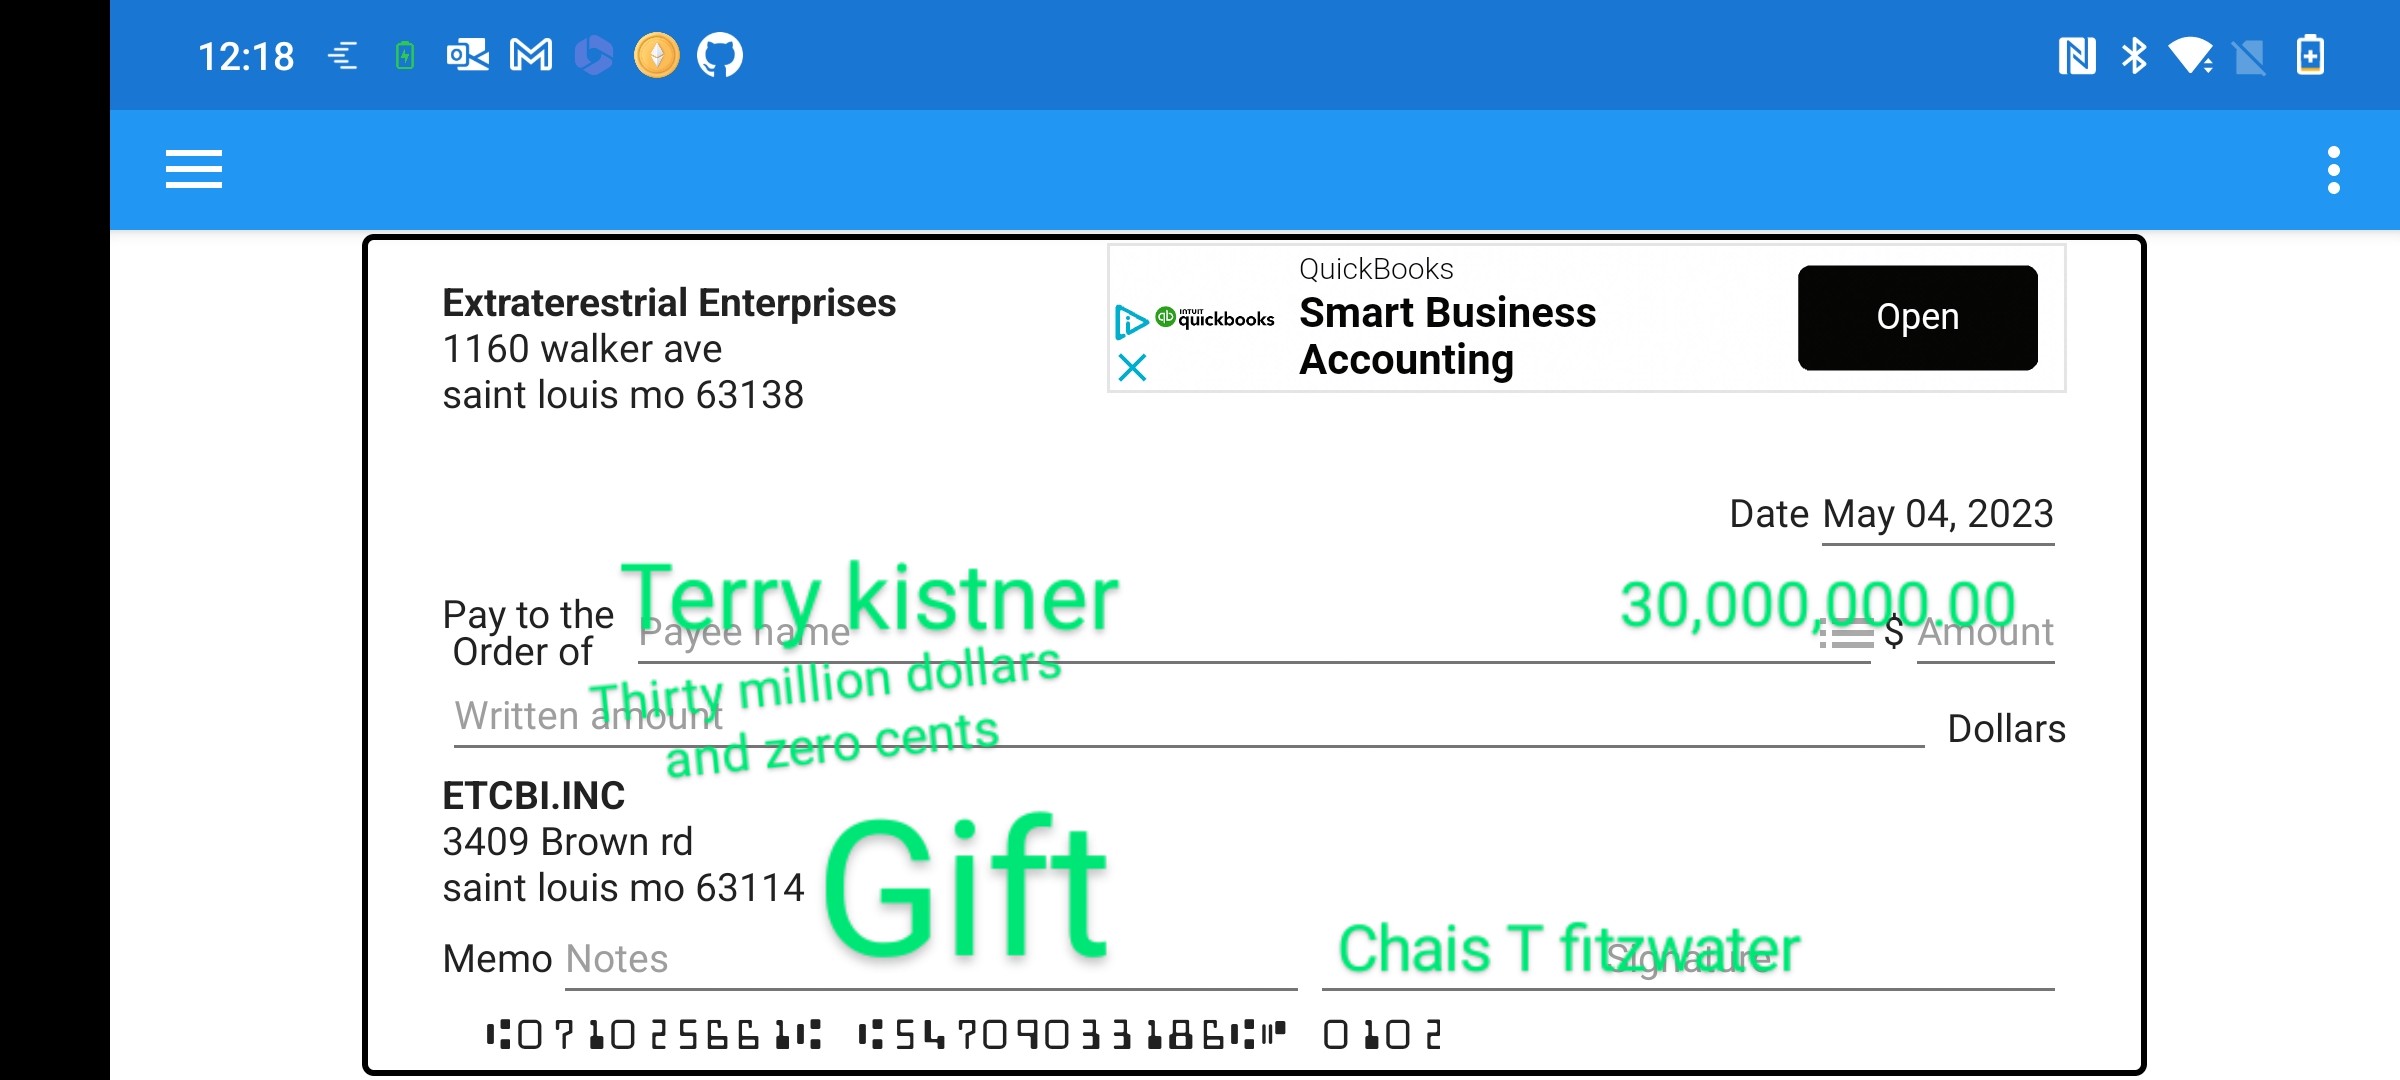 12:18
Extraterestrial Enterprises
1160 walker ave
saint louis mo 63138
QuickBooks
INTUIT
qb quickbooks
Smart Business
Accounting
Open
Date May 04, 2023
Terry kistner
30,000,000.00
Pay to the
Order of
Payee name
$ Amount
Thirty million dollars
and zero cents
Written amount
Dollars
ETCBI.INC
3409 Brown rd
saint louis mo 63114
Gift
Memo Notes
Chais T fitzwater
Signature
⑆071025661⑆ ⑆54709033186⑆⑈ 0102